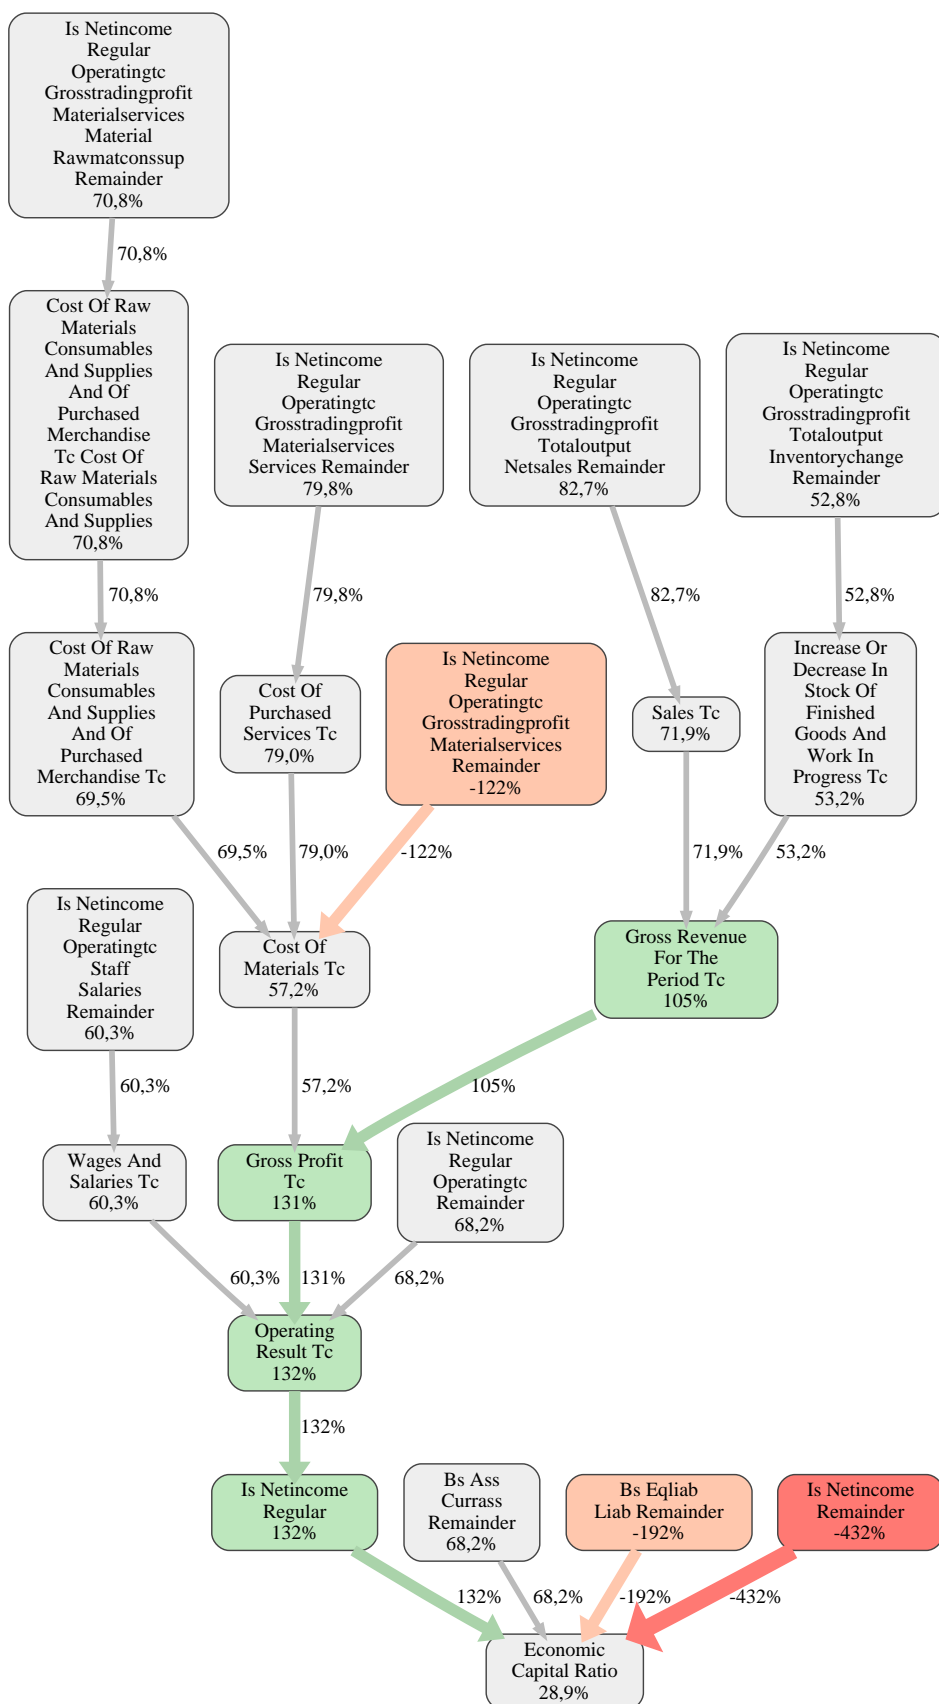 Is Netincome
Regular
Operatingtc
Grosstradingprofit
Materialservices
Material
Rawmatconssup
Remainder
70,8%
70,8%
Cost Of Raw
Materials
Consumables
And Supplies
And Of
Purchased
Merchandise
Tc Cost Of
Raw Materials
Consumables
And Supplies
70,8%
Is Netincome
Regular
Operatingtc
Grosstradingprofit
Materialservices
Services Remainder
79,8%
Is Netincome
Regular
Operatingtc
Grosstradingprofit
Totaloutput
Netsales Remainder
82,7%
Is Netincome
Regular
Operatingtc
Grosstradingprofit
Totaloutput
Inventorychange
Remainder
52,8%
70,8%
79,8%
82,7%
52,8%
Cost Of Raw
Materials
Consumables
And Supplies
And Of
Purchased
Merchandise Tc
69,5%
Cost Of
Purchased
Services Tc
79,0%
Is Netincome
Regular
Operatingtc
Grosstradingprofit
Materialservices
Remainder
-122%
Sales Tc
71,9%
Increase Or
Decrease In
Stock Of
Finished
Goods And
Work In
Progress Tc
53,2%
69,5%
79,0%
-122%
71,9%
53,2%
Is Netincome
Regular
Operatingtc
Staff
Salaries
Remainder
60,3%
Cost Of
Materials Tc
57,2%
Gross Revenue
For The
Period Tc
105%
60,3%
57,2%
105%
Wages And
Salaries Tc
60,3%
Gross Profit
Tc
131%
Is Netincome
Regular
Operatingtc
Remainder
68,2%
60,3%
131%
68,2%
Operating
Result Tc
132%
132%
Is Netincome
Regular
132%
Bs Ass
Currass
Remainder
68,2%
Bs Eqliab
Liab Remainder
-192%
Is Netincome
Remainder
-432%
132%
68,2%
-192%
-432%
Economic
Capital Ratio
28,9%